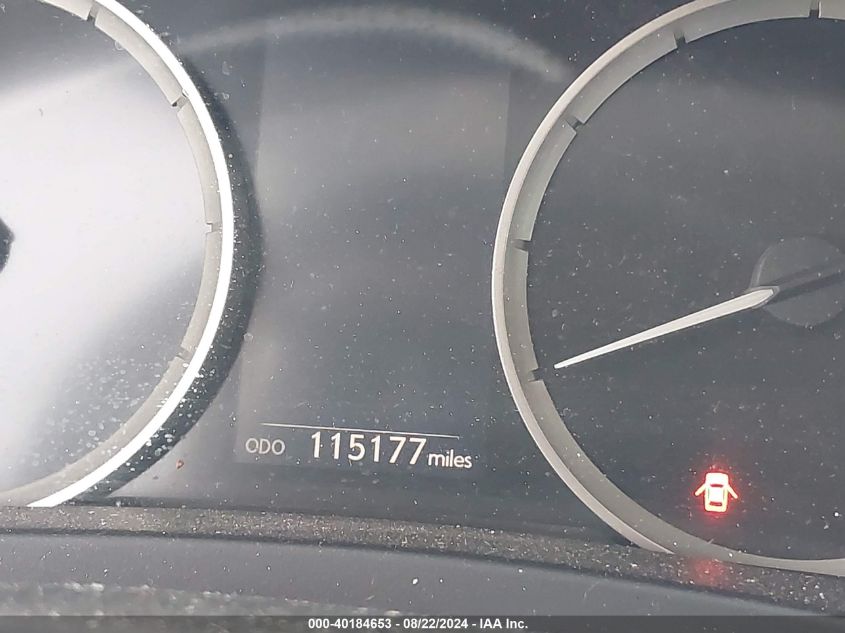 ODO 115177 miles
000-40184653 - 08/22/2024 - IAA Inc.